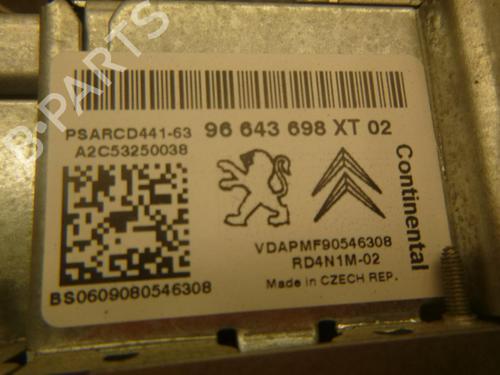 B-PARTS
PSARCD441-63 96 643 698 XT 02
A2C53250038
Continental
VDAPMF90546308
RD4N1M-02
BS0609080546308
Made in CZECH REP.